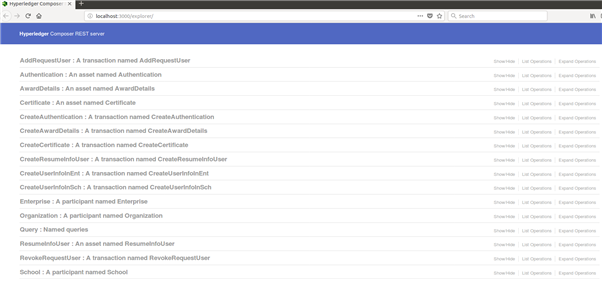 Hyperledger Composer
localhost:3000/explorer/
Search
Hyperledger Composer REST server
AddRequestUser : A transaction named AddRequestUser Show/Hide List Operations Expand Operations
Authentication : An asset named Authentication Show/Hide List Operations Expand Operations
AwardDetails : An asset named AwardDetails Show/Hide List Operations Expand Operations
Certificate : An asset named Certificate Show/Hide List Operations Expand Operations
CreateAuthentication : A transaction named CreateAuthentication Show/Hide List Operations Expand Operations
CreateAwardDetails : A transaction named CreateAwardDetails Show/Hide List Operations Expand Operations
CreateCertificate : A transaction named CreateCertificate Show/Hide List Operations Expand Operations
CreateResumeInfoUser : A transaction named CreateResumeInfoUser Show/Hide List Operations Expand Operations
CreateUserInfoInEnt : A transaction named CreateUserInfoInEnt Show/Hide List Operations Expand Operations
CreateUserInfoInSch : A transaction named CreateUserInfoInSch Show/Hide List Operations Expand Operations
Enterprise : A participant named Enterprise Show/Hide List Operations Expand Operations
Organization : A participant named Organization Show/Hide List Operations Expand Operations
Query : Named queries Show/Hide List Operations Expand Operations
ResumeInfoUser : An asset named ResumeInfoUser Show/Hide List Operations Expand Operations
RevokeRequestUser : A transaction named RevokeRequestUser Show/Hide List Operations Expand Operations
School : A participant named School Show/Hide List Operations Expand Operations